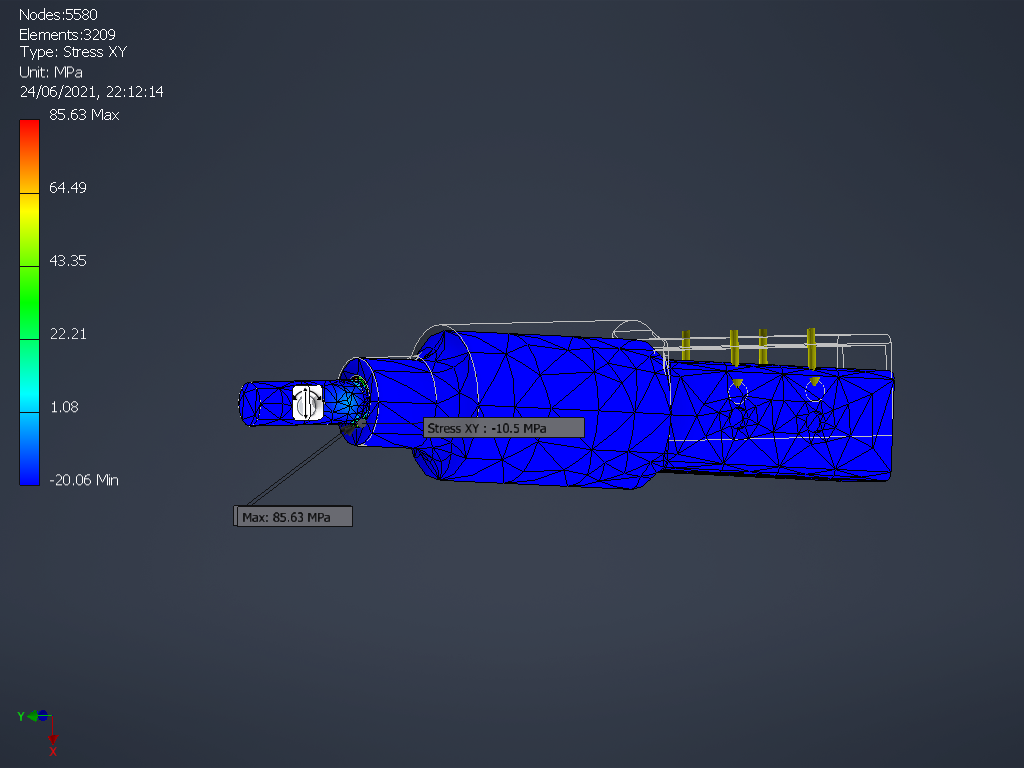 Nodes:5580
Elements:3209
Type: Stress XY
Unit: MPa
24/06/2021, 22:12:14
85.63 Max
64.49
43.35
22.21
1.08
-20.06 Min
Stress XY : -10.5 MPa
Max: 85.63 MPa
Y
X